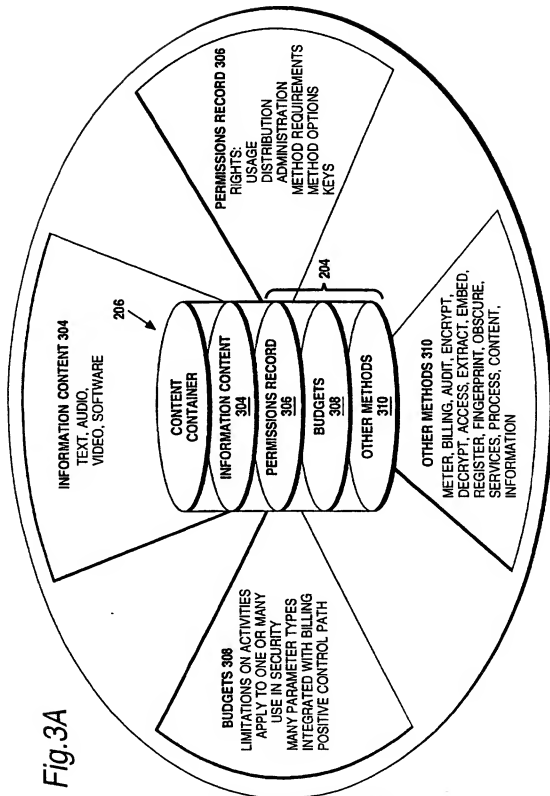 Fig.3A
INFORMATION CONTENT 304
TEXT, AUDIO,
VIDEO, SOFTWARE
PERMISSIONS RECORD 306
RIGHTS:
USAGE
DISTRIBUTION
ADMINISTRATION
METHOD REQUIREMENTS
METHOD OPTIONS
KEYS
206
CONTENT
CONTAINER
INFORMATION CONTENT
304
PERMISSIONS RECORD
306
BUDGETS
308
OTHER METHODS
310
204
BUDGETS 308
LIMITATIONS ON ACTIVITIES
APPLY TO ONE OR MANY
USE IN SECURITY
MANY PARAMETER TYPES
INTEGRATED WITH BILLING
POSITIVE CONTROL PATH
OTHER METHODS 310
METER, BILLING, AUDIT, ENCRYPT,
DECRYPT, ACCESS, EXTRACT, EMBED,
REGISTER, FINGERPRINT, OBSCURE,
SERVICES, PROCESS, CONTENT,
INFORMATION